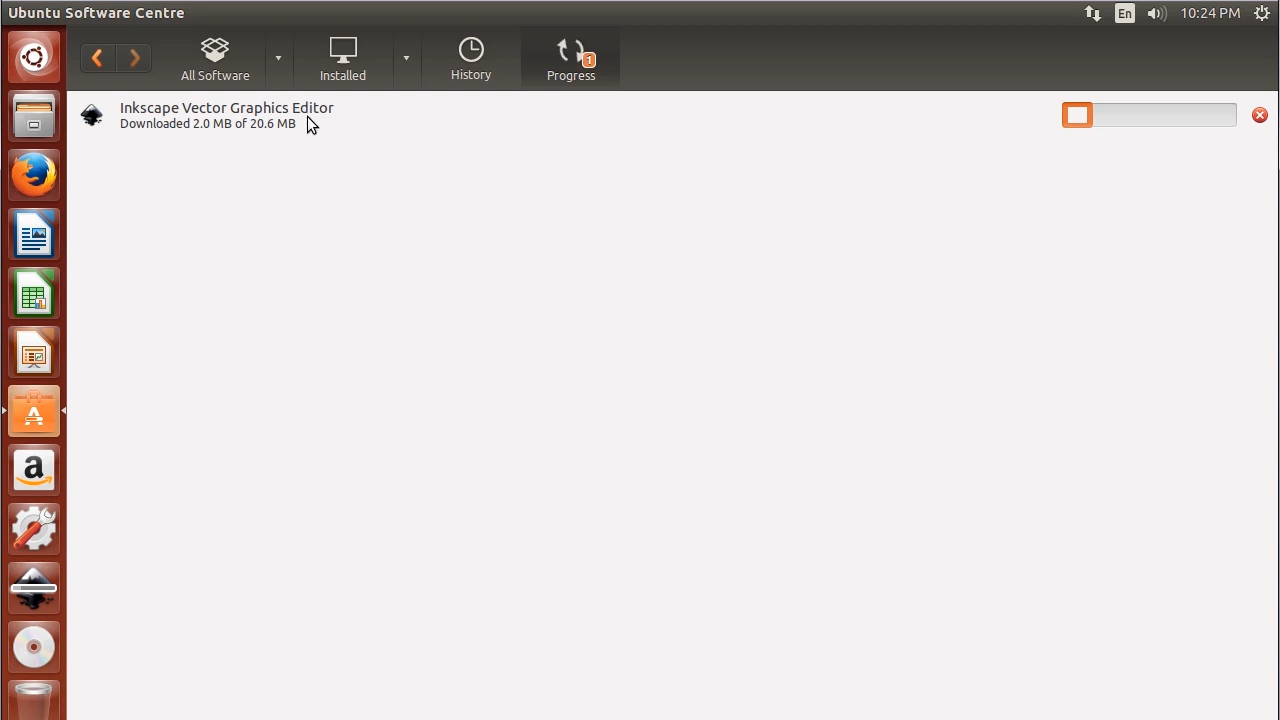 Ubuntu Software Centre
En
10:24 PM
All Software
Installed
History
Progress
1
Inkscape Vector Graphics Editor
Downloaded 2.0 MB of 20.6 MB